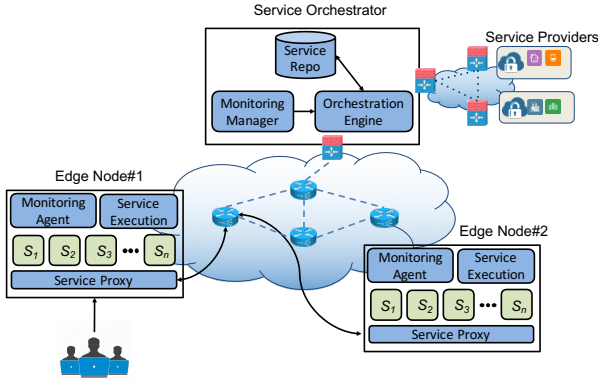 Service Orchestrator
Service
Repo
Monitoring
Manager
Orchestration
Engine
Service Providers
Edge Node#1
Monitoring
Agent
Service
Execution
S1 S2 S3 ••• Sn
Service Proxy
Edge Node#2
Monitoring
Agent
Service
Execution
S1 S2 S3 ••• Sn
Service Proxy